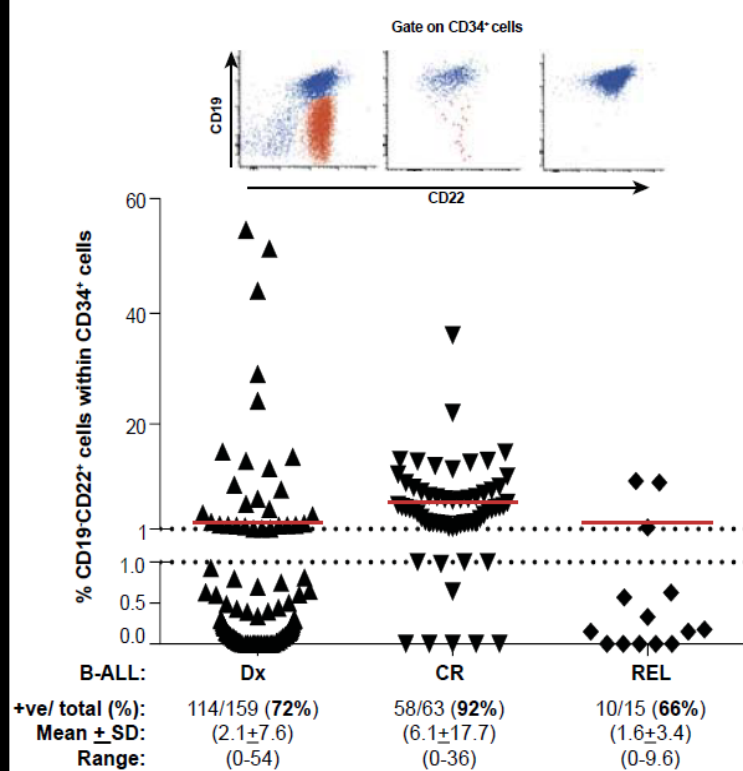 Gate on CD34⁺ cells
CD19
CD22
% CD19⁻CD22⁺ cells within CD34⁺ cells
60
40
20
1
1.0
0.5
0.0
B-ALL: Dx CR REL
+ve/ total (%): 114/159 (72%) 58/63 (92%) 10/15 (66%)
Mean ± SD: (2.1±7.6) (6.1±17.7) (1.6±3.4)
Range: (0-54) (0-36) (0-9.6)